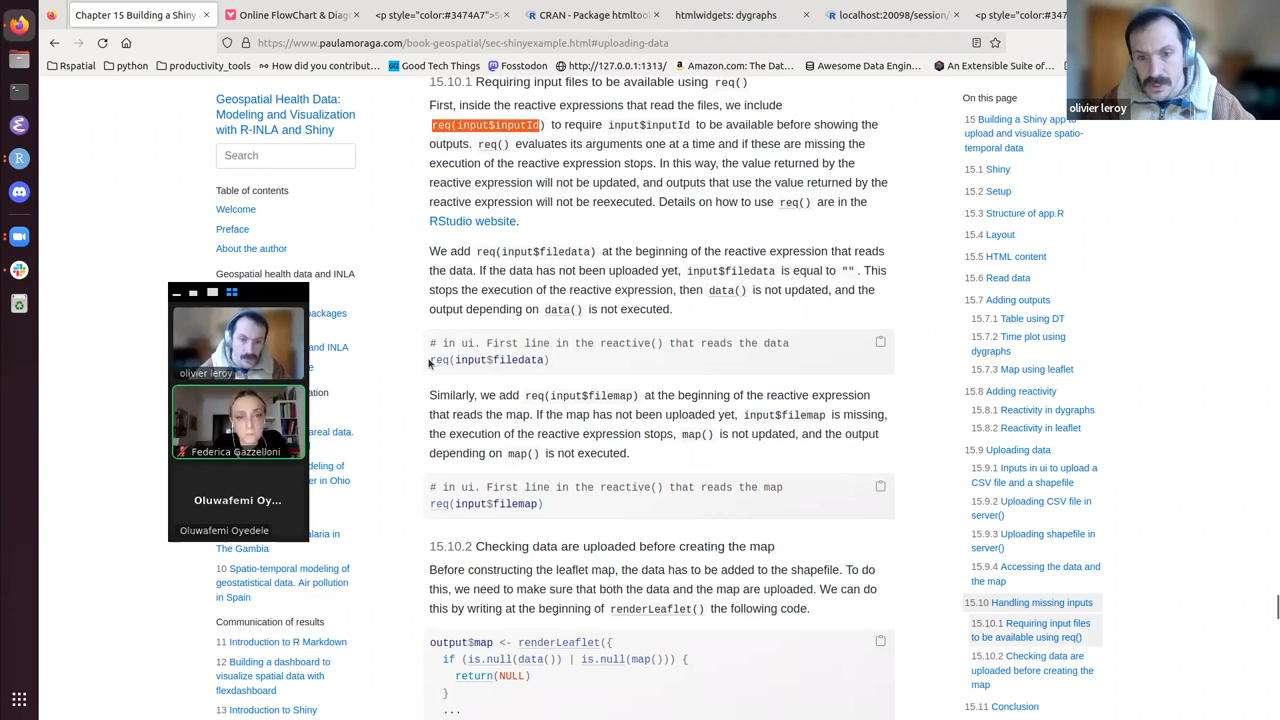 Chapter 15 Building a Shiny
Online FlowChart & Diag
<p style="color:#3474A7">S
CRAN - Package htmltoo
htmlwidgets: dygraphs
localhost:20098/session/
<p style="color:#347
https://www.paulamoraga.com/book-geospatial/sec-shinyexample.html#uploading-data
Rspatial
python
productivity_tools
How did you contribut...
Good Tech Things
Fosstodon
http://127.0.0.1:1313/
Amazon.com: The Dat...
Awesome Data Engin...
An Extensible Suite of
olivier leroy
Geospatial Health Data:
Modeling and Visualization
with R-INLA and Shiny
Search
Table of contents
Welcome
Preface
About the author
Geospatial health data and INLA
packages
and INLA
olivier leroy
Federica Gazzelloni
Oluwafemi Oy...
Oluwafemi Oyedele
areal data.
The Gambia
10 Spatio-temporal modeling of
geostatistical data. Air pollution
in Spain
Communication of results
11 Introduction to R Markdown
12 Building a dashboard to
visualize spatial data with
flexdashboard
13 Introduction to Shiny
15.10.1 Requiring input files to be available using req()
First, inside the reactive expressions that read the files, we include
req(input$inputId) to require input$inputId to be available before showing the
outputs. req() evaluates its arguments one at a time and if these are missing the
execution of the reactive expression stops. In this way, the value returned by the
reactive expression will not be updated, and outputs that use the value returned by
the reactive expression will not be reexecuted. Details on how to use req() are in the
RStudio website.
We add req(input$filedata) at the beginning of the reactive expression that reads
the data. If the data has not been uploaded yet, input$filedata is equal to "". This
stops the execution of the reactive expression, then data() is not updated, and the
output depending on data() is not executed.
# in ui. First line in the reactive() that reads the data
req(input$filedata)
Similarly, we add req(input$filemap) at the beginning of the reactive expression
that reads the map. If the map has not been uploaded yet, input$filemap is missing,
the execution of the reactive expression stops, map() is not updated, and the output
depending on map() is not executed.
# in ui. First line in the reactive() that reads the map
req(input$filemap)
15.10.2 Checking data are uploaded before creating the map
Before constructing the leaflet map, the data has to be added to the shapefile. To do
this, we need to make sure that both the data and the map are uploaded. We can do
this by writing at the beginning of renderLeaflet() the following code.
output$map <- renderLeaflet({
if (is.null(data()) | is.null(map())) {
return(NULL)
}
...
On this page
15 Building a Shiny app to
upload and visualize spatio-
temporal data
15.1 Shiny
15.2 Setup
15.3 Structure of app.R
15.4 Layout
15.5 HTML content
15.6 Read data
15.7 Adding outputs
15.7.1 Table using DT
15.7.2 Time plot using
dygraphs
15.7.3 Map using leaflet
15.8 Adding reactivity
15.8.1 Reactivity in dygraphs
15.8.2 Reactivity in leaflet
15.9 Uploading data
15.9.1 Inputs in ui to upload a
CSV file and a shapefile
15.9.2 Uploading CSV file in
server()
15.9.3 Uploading shapefile in
server()
15.9.4 Accessing the data and
the map
15.10 Handling missing inputs
15.10.1 Requiring input files
to be available using req()
15.10.2 Checking data are
uploaded before creating the
map
15.11 Conclusion